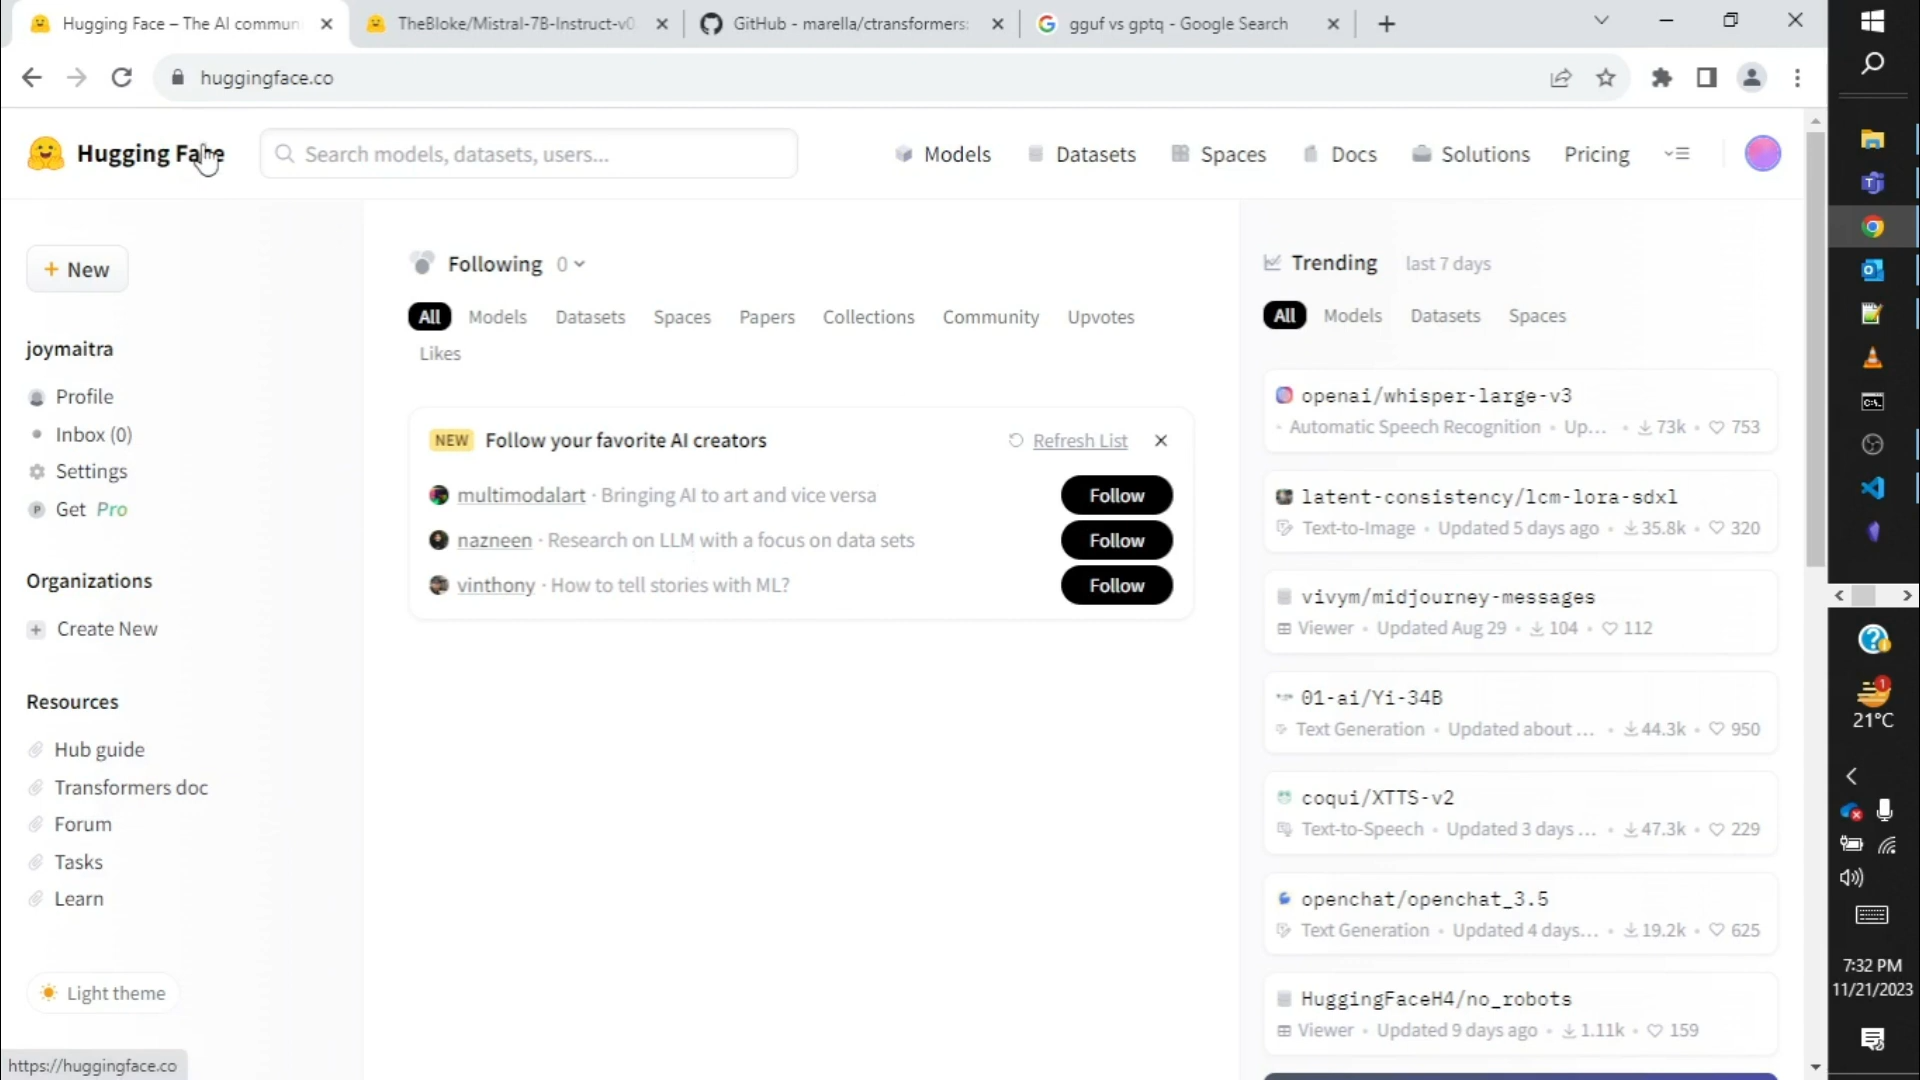 Hugging Face – The AI commun
TheBloke/Mistral-7B-Instruct-v0
GitHub - marella/ctransformers:
gguf vs gptq - Google Search
huggingface.co
Hugging Face
Search models, datasets, users...
Models
Datasets
Spaces
Docs
Solutions
Pricing
+ New
joymaitra
Profile
Inbox (0)
Settings
P Get Pro
Organizations
+ Create New
Resources
Hub guide
Transformers doc
Forum
Tasks
Learn
Light theme
https://huggingface.co
Following 0
All Models Datasets Spaces Papers Collections Community Upvotes
Likes
NEW Follow your favorite AI creators Refresh List
multimodalart · Bringing AI to art and vice versa Follow
nazneen · Research on LLM with a focus on data sets Follow
vinthony · How to tell stories with ML? Follow
Trending last 7 days
All Models Datasets Spaces
openai/whisper-large-v3
Automatic Speech Recognition • Up... • 73k • 753
latent-consistency/lcm-lora-sdxl
Text-to-Image • Updated 5 days ago • 35.8k • 320
vivym/midjourney-messages
Viewer • Updated Aug 29 • 104 • 112
01-ai/Yi-34B
Text Generation • Updated about ... • 44.3k • 950
coqui/XTTS-v2
Text-to-Speech • Updated 3 days ... • 47.3k • 229
openchat/openchat_3.5
Text Generation • Updated 4 days... • 19.2k • 625
HuggingFaceH4/no_robots
Viewer • Updated 9 days ago • 1.11k • 159
1
21°C
7:32 PM
11/21/2023